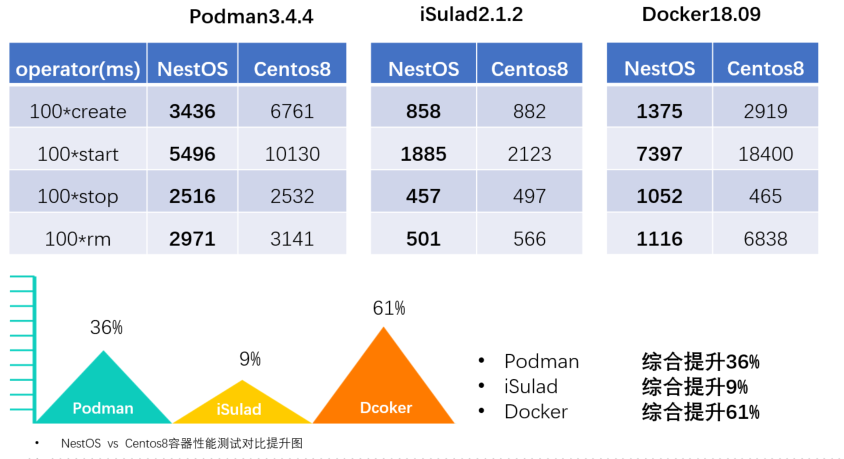 Podman3.4.4 iSulad2.1.2 Docker18.09
operator(ms) NestOS Centos8 NestOS Centos8 NestOS Centos8
100*create 3436 6761 858 882 1375 2919
100*start 5496 10130 1885 2123 7397 18400
100*stop 2516 2532 457 497 1052 465
100*rm 2971 3141 501 566 1116 6838
61%
36%
9%
Podman iSulad Dcoker
• Podman 综合提升36%
• iSulad 综合提升9%
• Docker 综合提升61%
• NestOS vs Centos8容器性能测试对比提升图